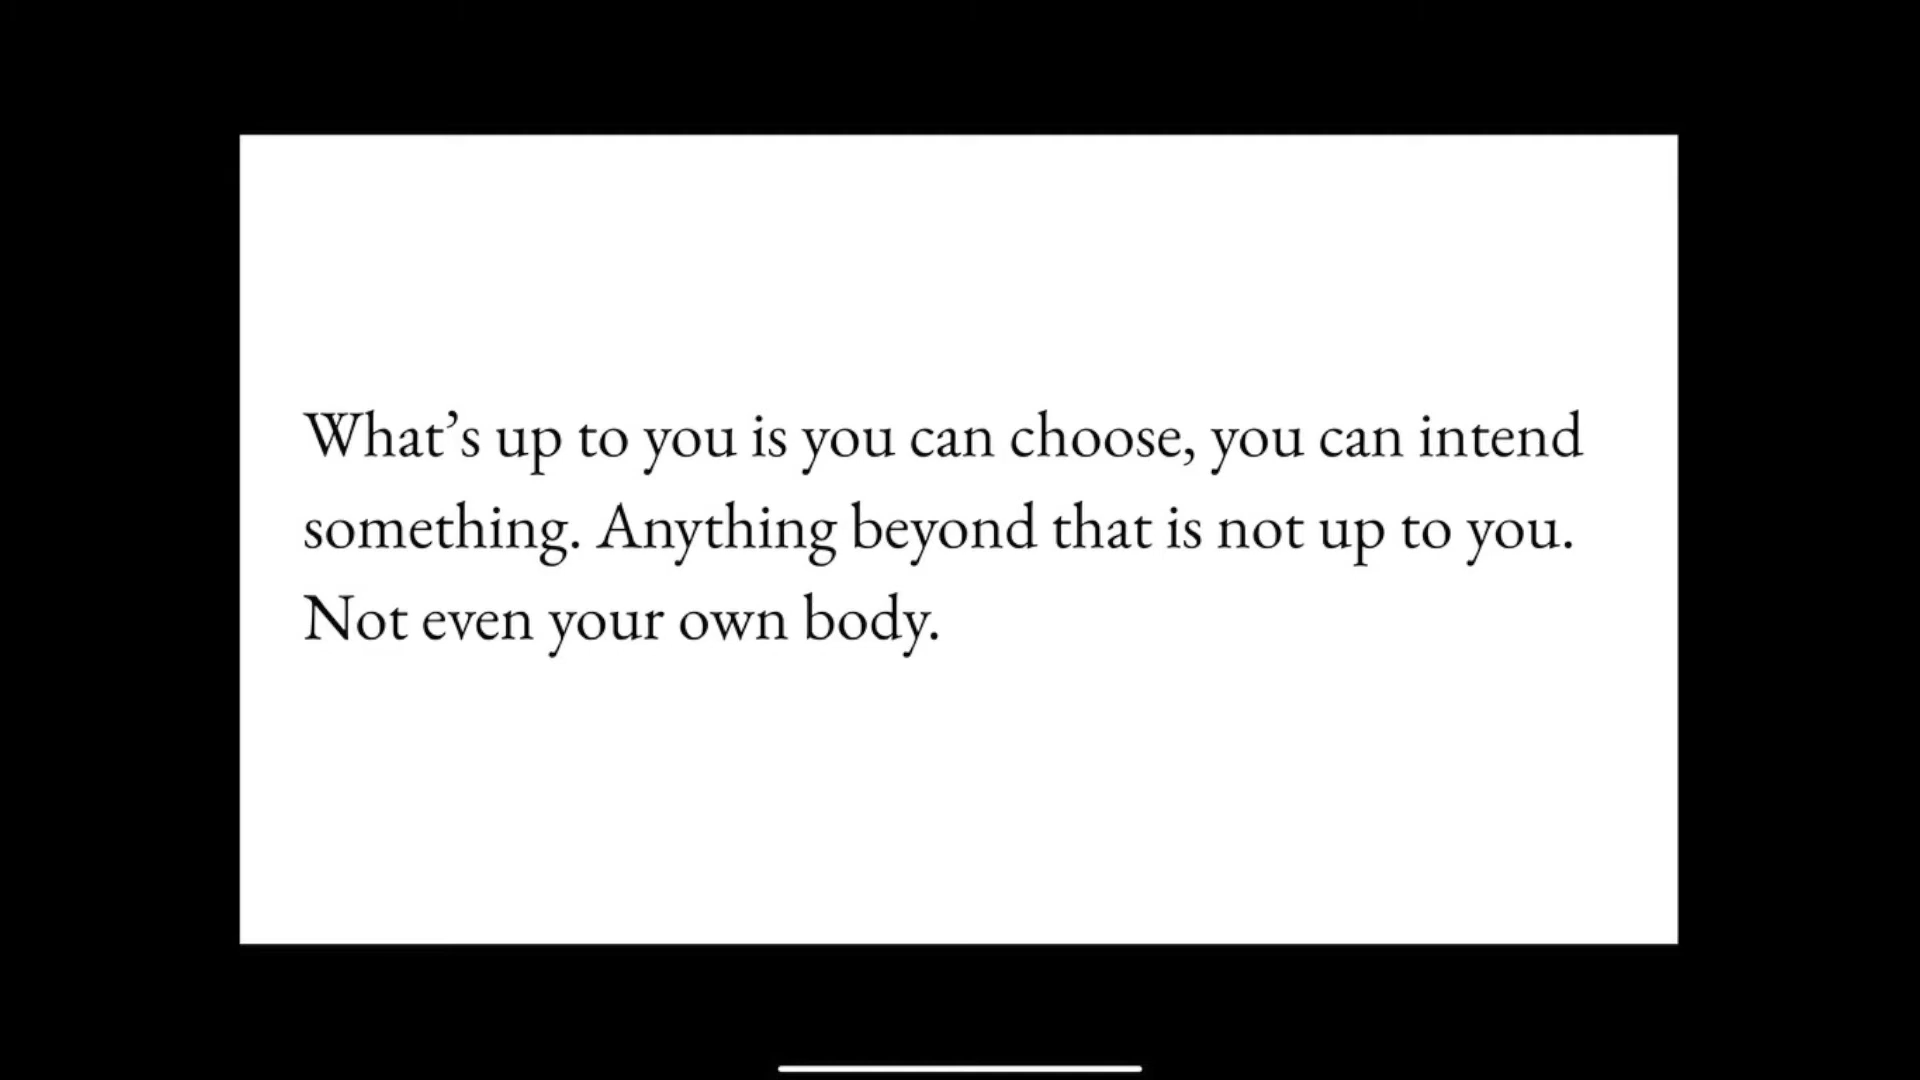 What’s up to you is you can choose, you can intend
something. Anything beyond that is not up to you.
Not even your own body.